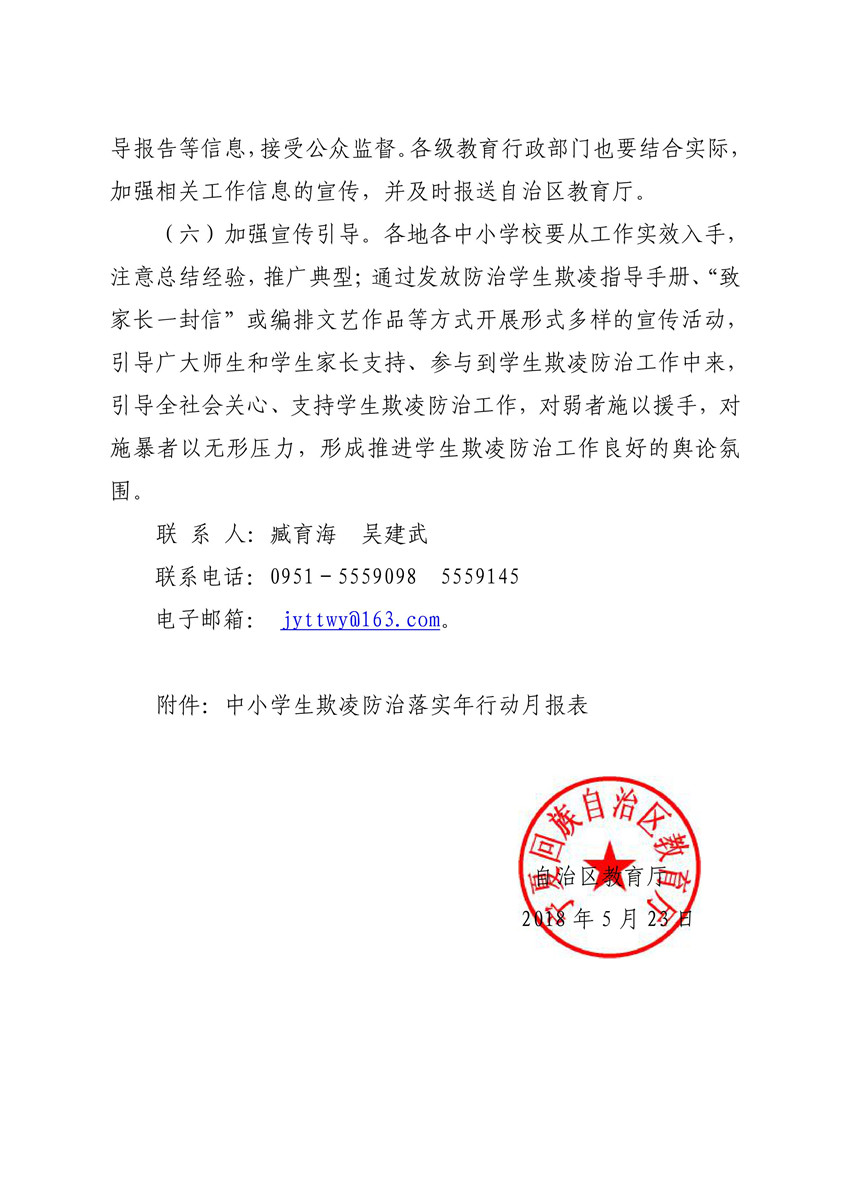 导报告等信息，接受公众监督。各级教育行政部门也要结合实际，
加强相关工作信息的宣传，并及时报送自治区教育厅。
（六）加强宣传引导。各地各中小学校要从工作实效入手，
注意总结经验，推广典型；通过发放防治学生欺凌指导手册、“致
家长一封信”或编排文艺作品等方式开展形式多样的宣传活动，
引导广大师生和学生家长支持、参与到学生欺凌防治工作中来，
引导全社会关心、支持学生欺凌防治工作，对弱者施以援手，对
施暴者以无形压力，形成推进学生欺凌防治工作良好的舆论氛
围。
联 系 人：臧育海 吴建武
联系电话：0951－5559098 5559145
电子邮箱： jyttwy@163.com。
附件：中小学生欺凌防治落实年行动月报表
宁夏回族自治区教育厅
自治区教育厅
2018 年 5 月 23 日